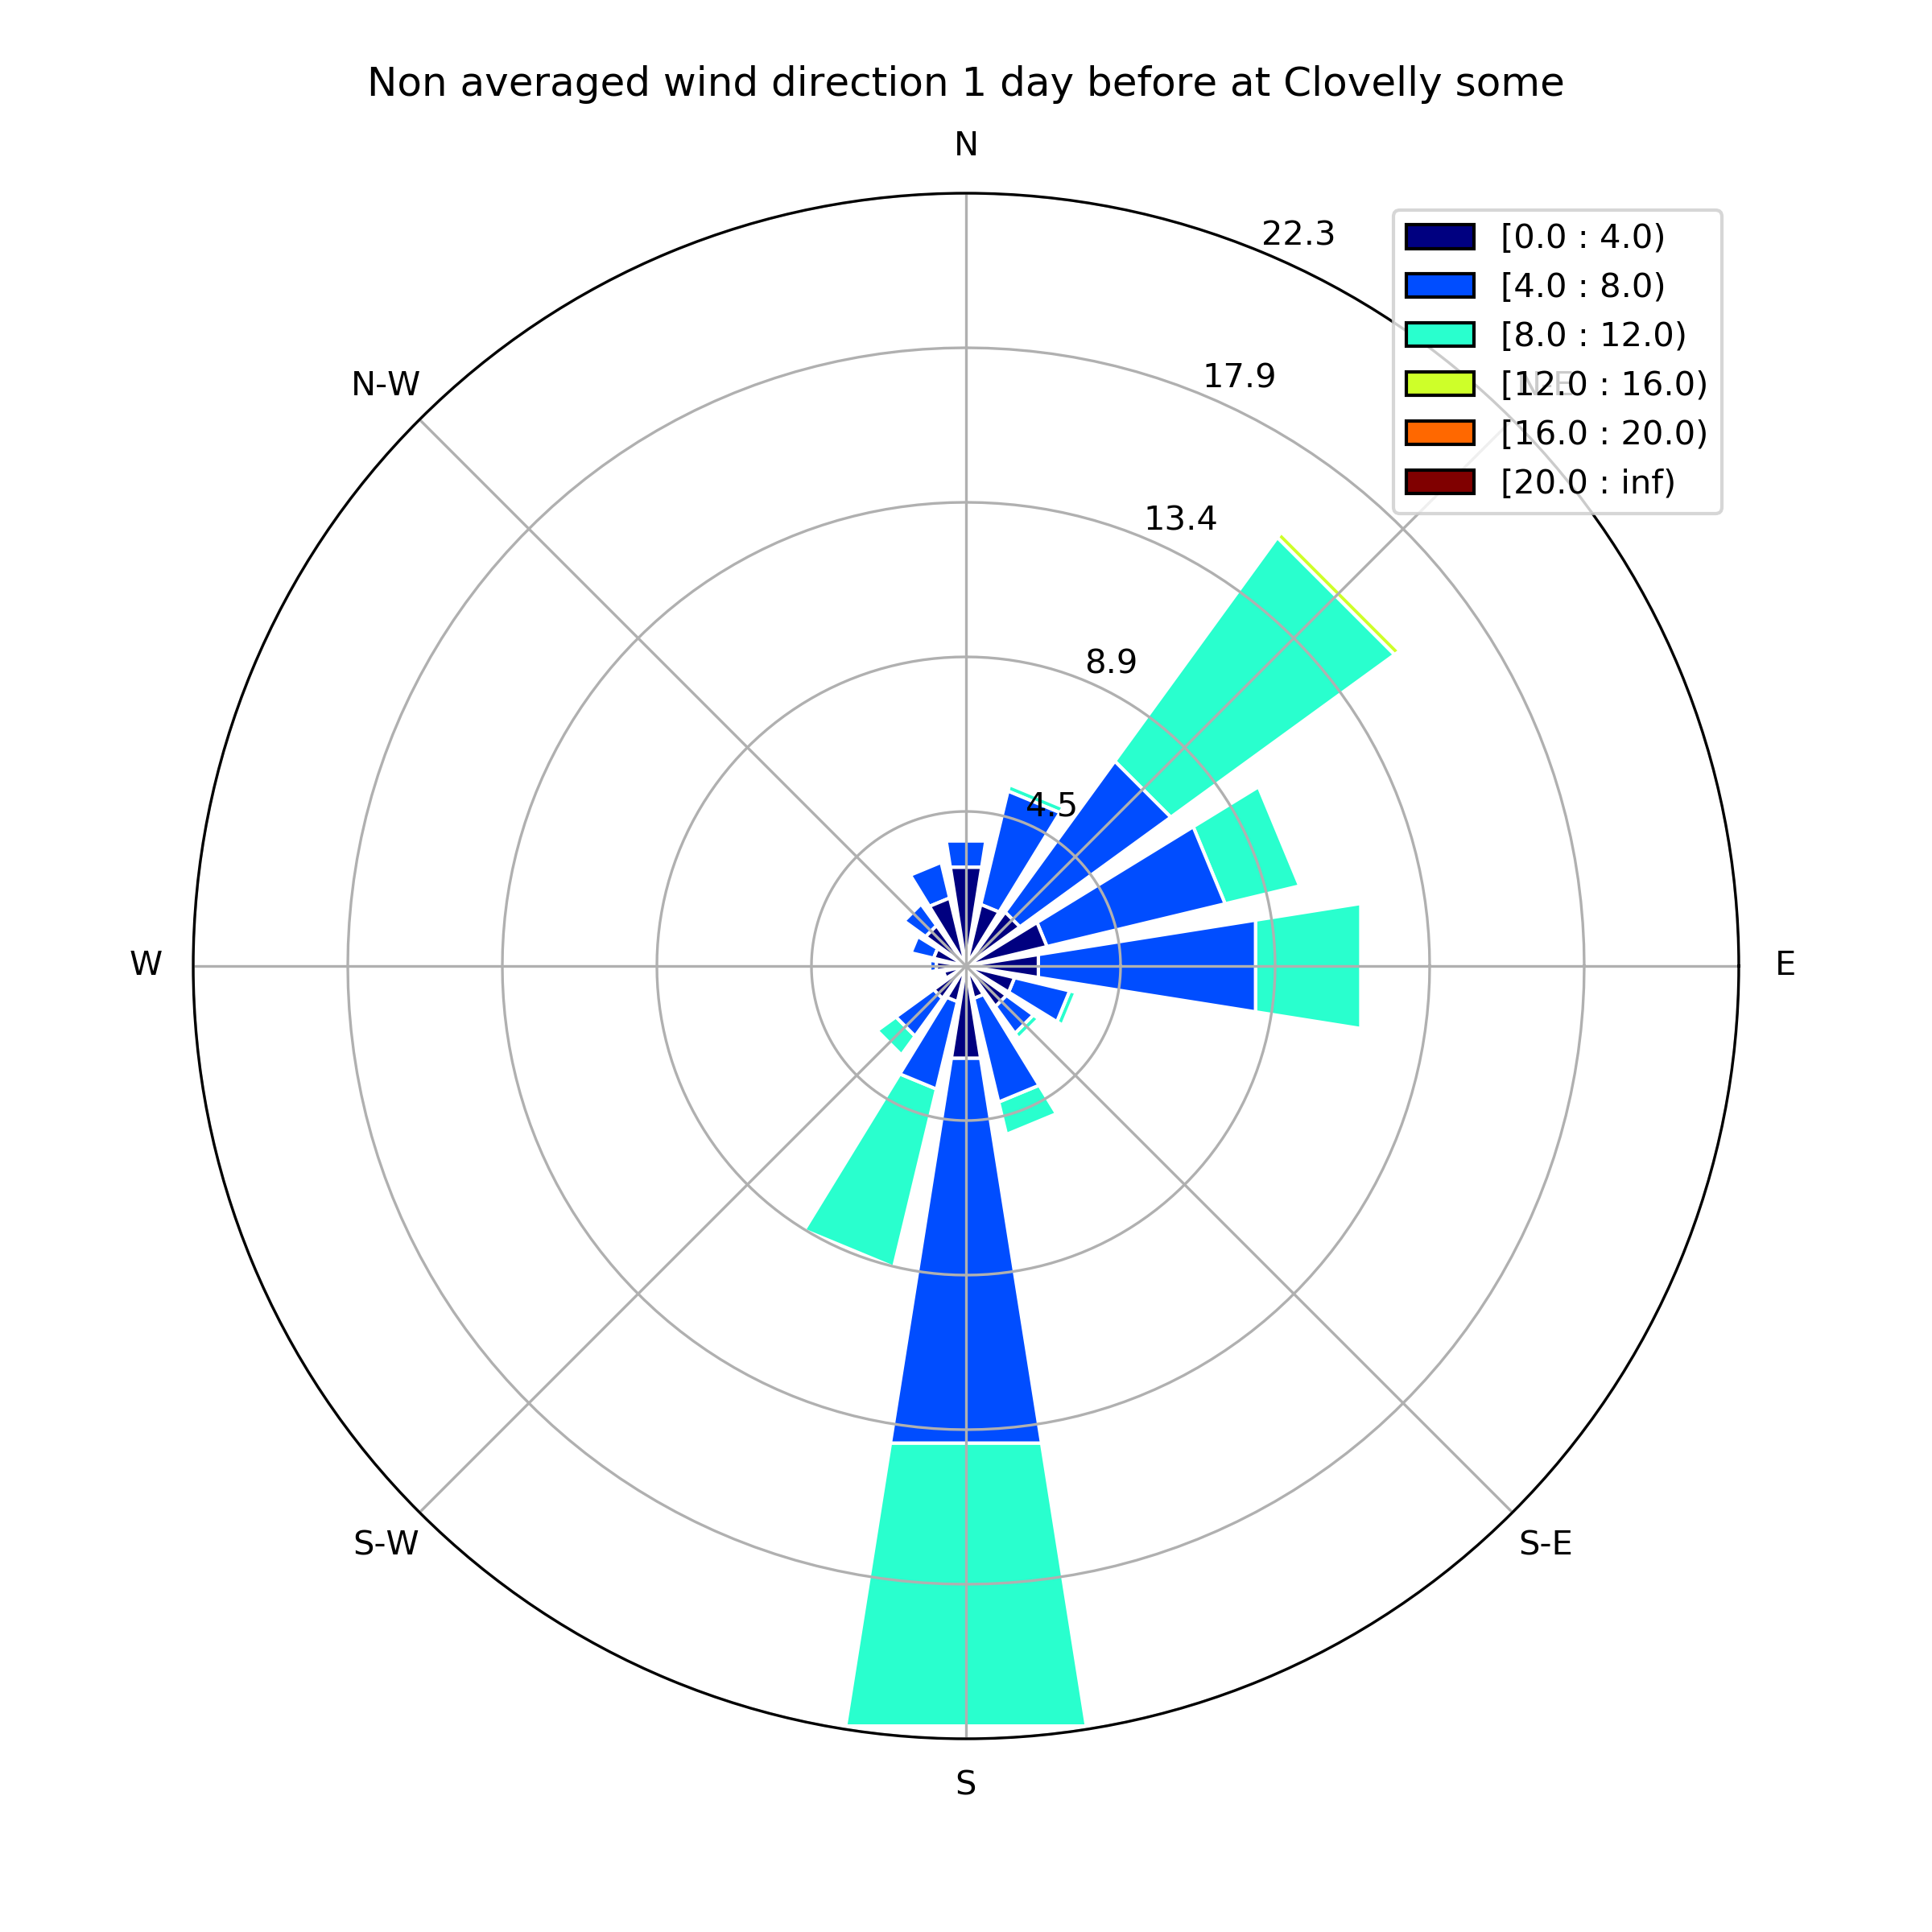 Non averaged wind direction 1 day before at Clovelly some
N
22.3
[0.0 : 4.0)
[4.0 : 8.0)
[8.0 : 12.0)
[12.0 : 16.0)
[16.0 : 20.0)
[20.0 : inf)
N-W
N-E
17.9
13.4
8.9
4.5
W
E
S-W
S-E
S